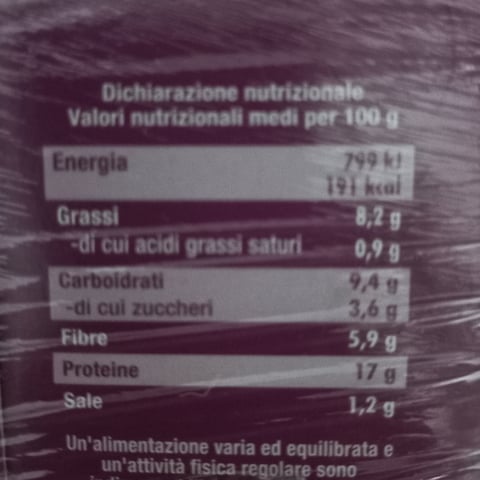 Dichiarazione nutrizionale
Valori nutrizionali medi per 100 g
Energia 799 kJ
191 kcal
Grassi 8,2 g
-di cui acidi grassi saturi 0,9 g
Carboidrati 9,4 g
-di cui zuccheri 3,6 g
Fibre 5,9 g
Proteine 17 g
Sale 1,2 g
Un'alimentazione varia ed equilibrata e
un'attività fisica regolare sono